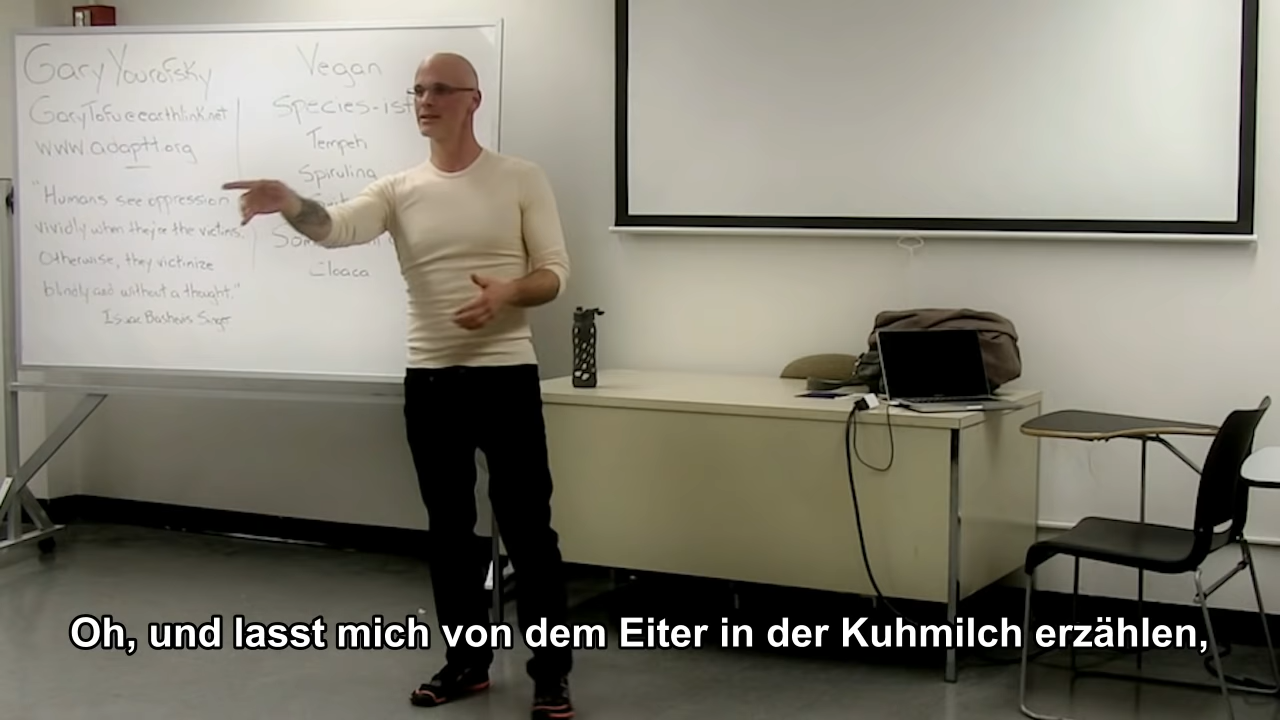 Gary Yourofsky
GaryTofu@earthlink.net
www.adaptt.org
"Humans see oppression
vividly when they're the victims.
Otherwise, they victimize
blindly and without a thought."
Isaac Bashevis Singer
Vegan
Species-ist
Tempeh
Spirulina
Cloaca
Oh, und lasst mich von dem Eiter in der Kuhmilch erzählen,